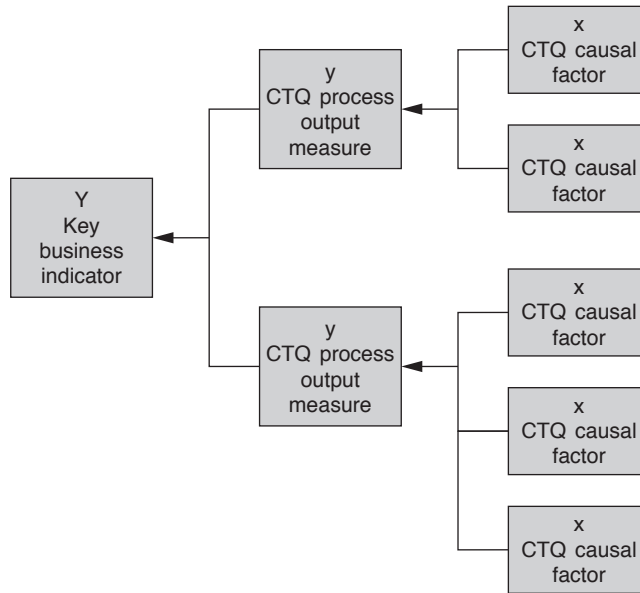 x
CTQ causal
factor
y
CTQ process
output
measure
x
CTQ causal
factor
Y
Key
business
indicator
x
CTQ causal
factor
y
CTQ process
output
measure
x
CTQ causal
factor
x
CTQ causal
factor